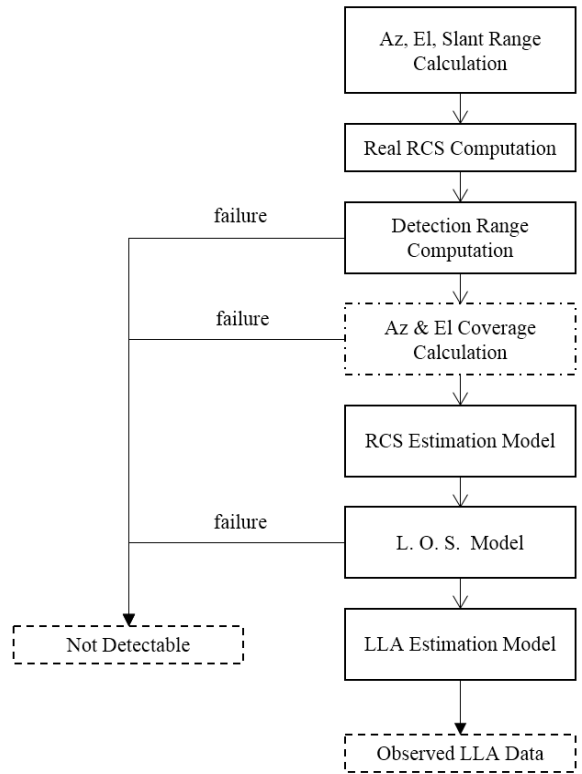 Az, El, Slant Range
Calculation
Real RCS Computation
failure
Detection Range
Computation
failure
Az & El Coverage
Calculation
RCS Estimation Model
failure
L. O. S. Model
Not Detectable
LLA Estimation Model
Observed LLA Data